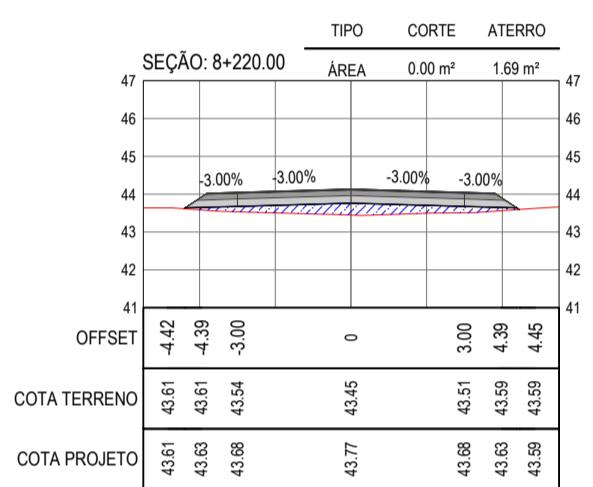 TIPO CORTE ATERRO
SEÇÃO: 8+220.00
ÁREA 0.00 m² 1.69 m²
47 47
46 46
45 45
-3.00% -3.00% -3.00% -3.00%
44 44
43 43
42 42
41 41
OFFSET -4.42 -4.39 -3.00 0 3.00 4.39 4.45
COTA TERRENO 43.61 43.61 43.54 43.45 43.51 43.59 43.59
COTA PROJETO 43.61 43.63 43.68 43.77 43.68 43.63 43.59